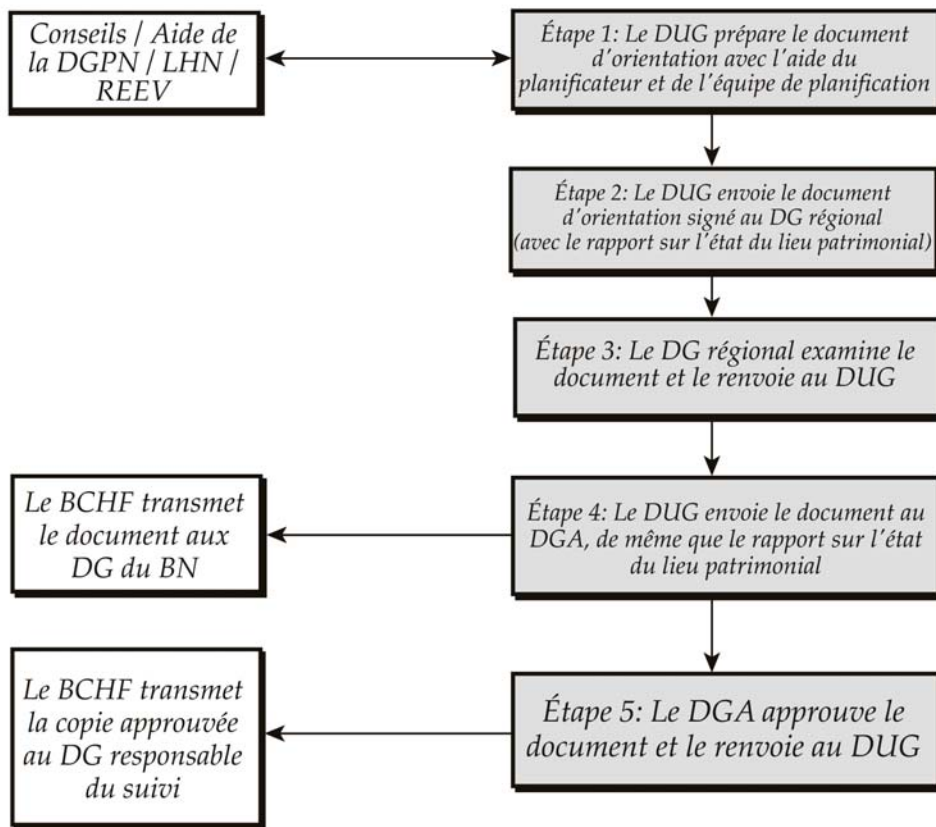 Conseils / Aide de
la DGPN / LHN /
REEV
Étape 1: Le DUG prépare le document
d'orientation avec l'aide du
planificateur et de l'équipe de planification
Étape 2: Le DUG envoie le document
d'orientation signé au DG régional
(avec le rapport sur l'état du lieu patrimonial)
Étape 3: Le DG régional examine le
document et le renvoie au DUG
Le BCHF transmet
le document aux
DG du BN
Étape 4: Le DUG envoie le document au
DGA, de même que le rapport sur l'état
du lieu patrimonial
Le BCHF transmet
la copie approuvée
au DG responsable
du suivi
Étape 5: Le DGA approuve le
document et le renvoie au DUG